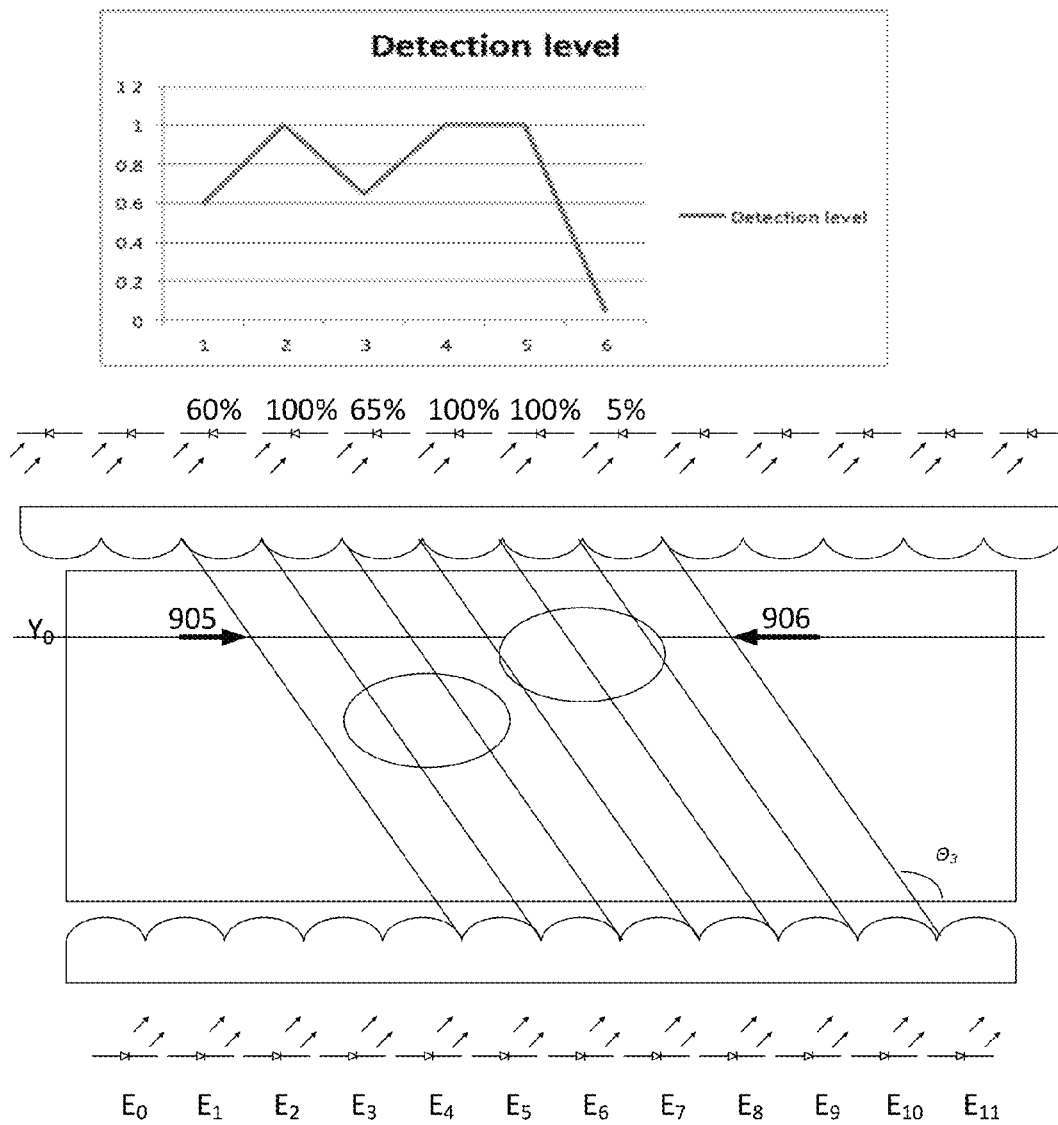 Detection level
1.2
1
0.8
0.6
0.4
0.2
0
1 2 3 4 5 6
Detection level
60% 100% 65% 100% 100% 5%
Y₀ 905 906
Θ₃
E₀ E₁ E₂ E₃ E₄ E₅ E₆ E₇ E₈ E₉ E₁₀ E₁₁